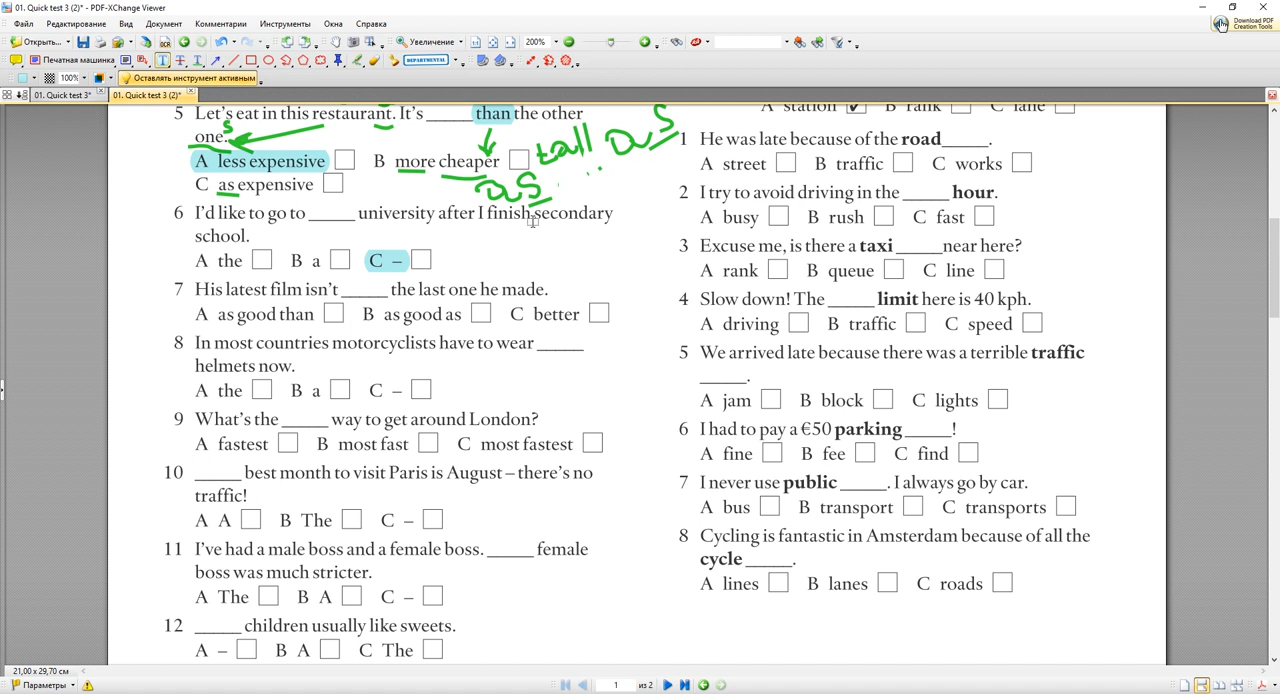 01. Quick test 3 (2)* - PDF-XChange Viewer
Файл Редактирование Вид Документ Комментарии Инструменты Окна Справка
Download PDF
Creation Tools
Открыть... OCR Увеличение 200%
T Печатная машинка T T T DEPARTMENTAL
100% Оставлять инструмент активным
01. Quick test 3* 01. Quick test 3 (2)*
5 Let's eat in this restaurant. It's _____ than the other
one.s
A less expensive B more cheaper
C as expensive
tall as
as
6 I'd like to go to _____ university after I finish secondary
school.
A the B a C –
7 His latest film isn't _____ the last one he made.
A as good than B as good as C better
8 In most countries motorcyclists have to wear _____
helmets now.
A the B a C –
9 What's the _____ way to get around London?
A fastest B most fast C most fastest
10 _____ best month to visit Paris is August – there's no
traffic!
A A B The C –
11 I've had a male boss and a female boss. _____ female
boss was much stricter.
A The B A C –
12 _____ children usually like sweets.
A – B A C The
A station ✓ B rank C lane
1 He was late because of the road_____.
A street B traffic C works
2 I try to avoid driving in the _____ hour.
A busy B rush C fast
3 Excuse me, is there a taxi _____near here?
A rank B queue C line
4 Slow down! The _____ limit here is 40 kph.
A driving B traffic C speed
5 We arrived late because there was a terrible traffic
_____.
A jam B block C lights
6 I had to pay a €50 parking _____!
A fine B fee C find
7 I never use public _____. I always go by car.
A bus B transport C transports
8 Cycling is fantastic in Amsterdam because of all the
cycle _____.
A lines B lanes C roads
21,00 x 29,70 см
Параметры 1 из 2